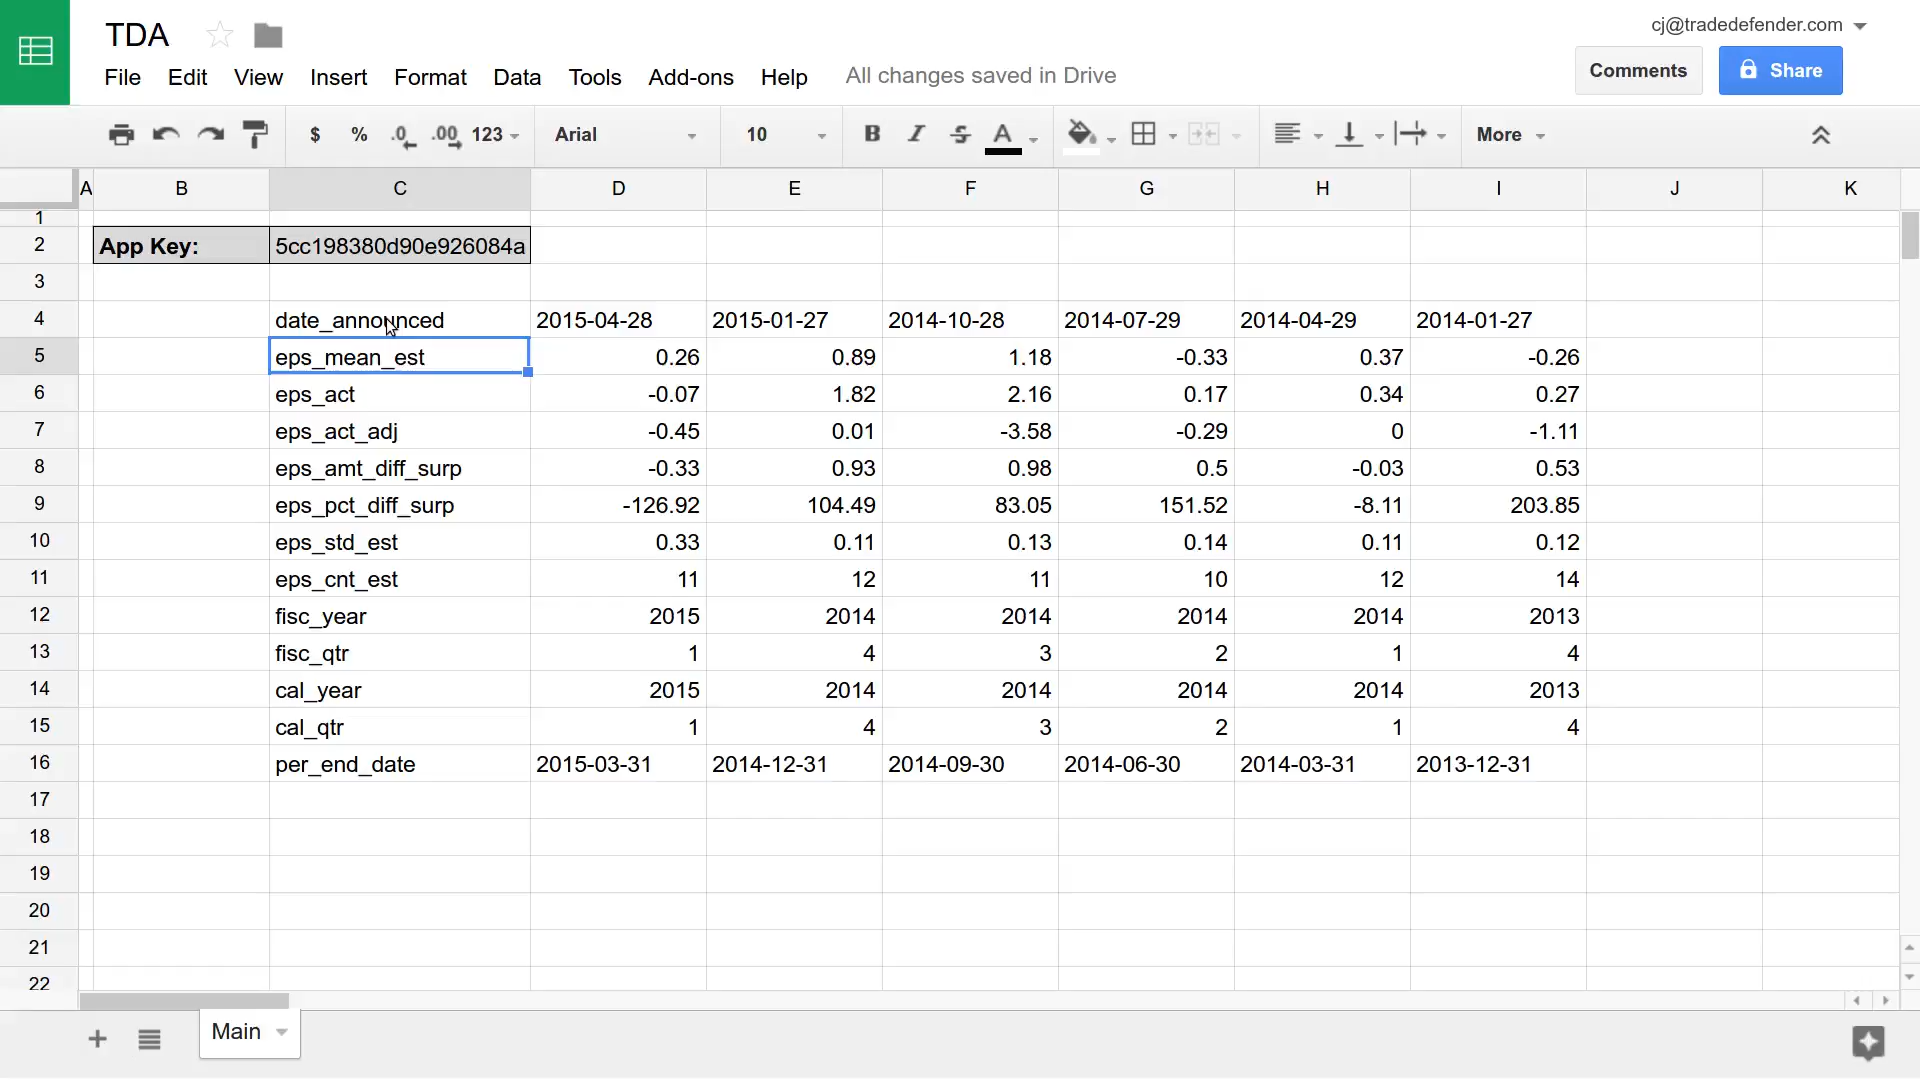 TDA
cj@tradedefender.com
File Edit View Insert Format Data Tools Add-ons Help All changes saved in Drive
Comments Share
$ % .0 .00 123 Arial 10 B I S A More
A B C D E F G H I J K
1
2 App Key: 5cc198380d90e926084a
3
4 date_announced 2015-04-28 2015-01-27 2014-10-28 2014-07-29 2014-04-29 2014-01-27
5 eps_mean_est 0.26 0.89 1.18 -0.33 0.37 -0.26
6 eps_act -0.07 1.82 2.16 0.17 0.34 0.27
7 eps_act_adj -0.45 0.01 -3.58 -0.29 0 -1.11
8 eps_amt_diff_surp -0.33 0.93 0.98 0.5 -0.03 0.53
9 eps_pct_diff_surp -126.92 104.49 83.05 151.52 -8.11 203.85
10 eps_std_est 0.33 0.11 0.13 0.14 0.11 0.12
11 eps_cnt_est 11 12 11 10 12 14
12 fisc_year 2015 2014 2014 2014 2014 2013
13 fisc_qtr 1 4 3 2 1 4
14 cal_year 2015 2014 2014 2014 2014 2013
15 cal_qtr 1 4 3 2 1 4
16 per_end_date 2015-03-31 2014-12-31 2014-09-30 2014-06-30 2014-03-31 2013-12-31
17
18
19
20
21
22
Main